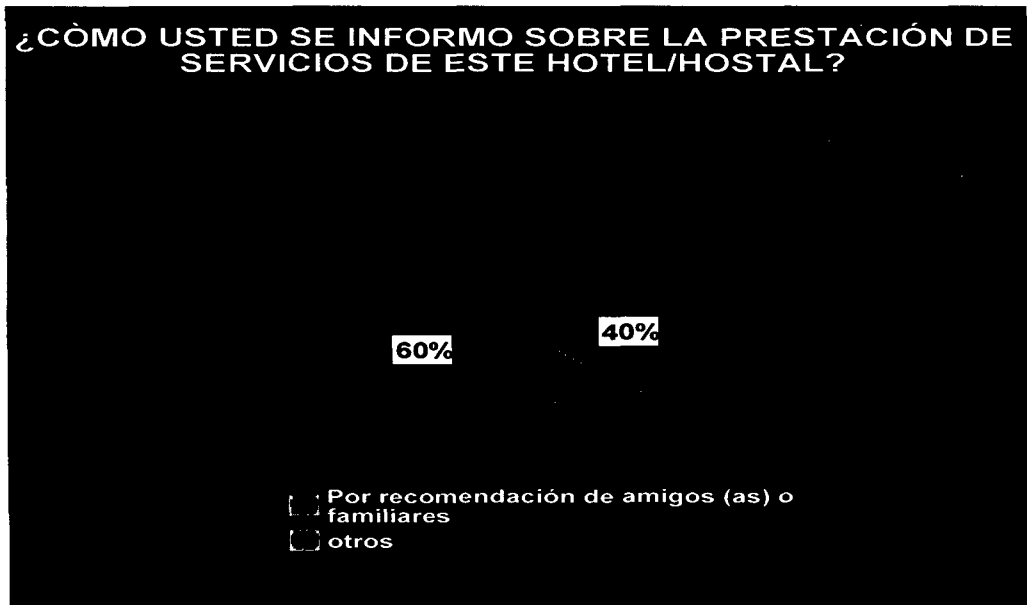 ¿CÒMO USTED SE INFORMO SOBRE LA PRESTACIÓN DE
SERVICIOS DE ESTE HOTEL/HOSTAL?
60%
40%
Por recomendación de amigos (as) o
familiares
otros